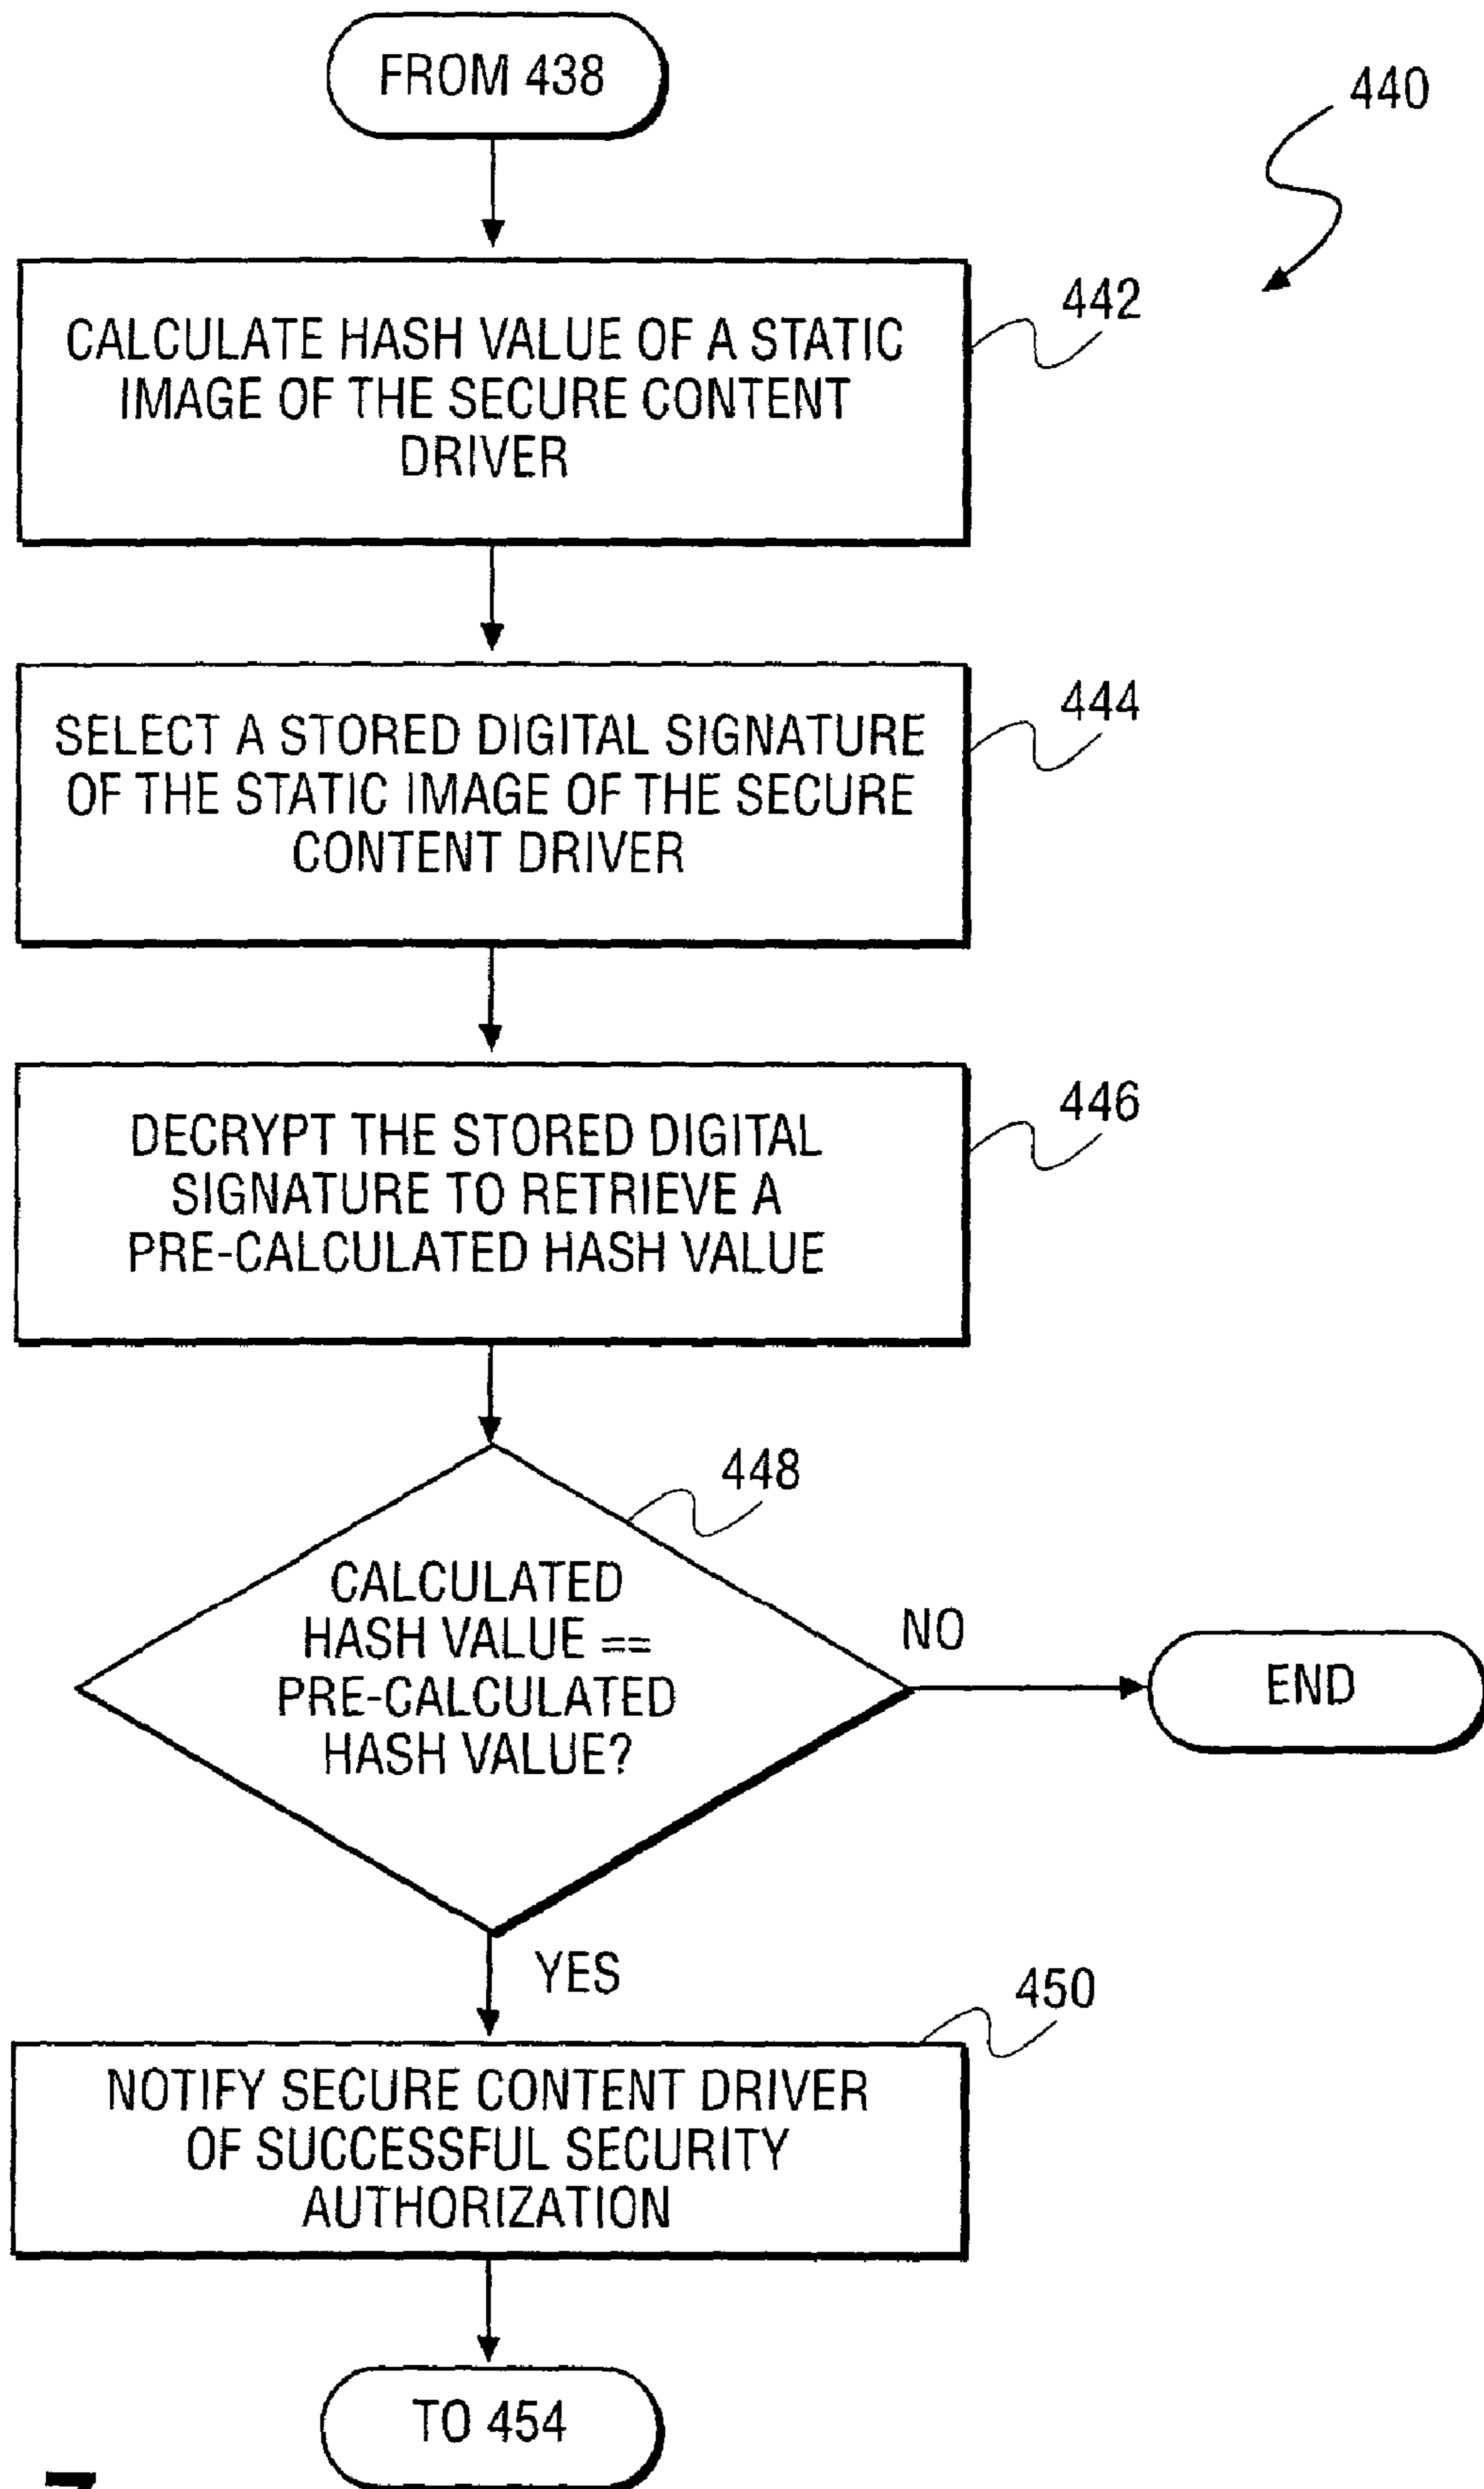 FROM 438
440
CALCULATE HASH VALUE OF A STATIC
IMAGE OF THE SECURE CONTENT
DRIVER
442
SELECT A STORED DIGITAL SIGNATURE
OF THE STATIC IMAGE OF THE SECURE
CONTENT DRIVER
444
DECRYPT THE STORED DIGITAL
SIGNATURE TO RETRIEVE A
PRE-CALCULATED HASH VALUE
446
448
CALCULATED
HASH VALUE ==
PRE-CALCULATED
HASH VALUE?
NO
END
YES
450
NOTIFY SECURE CONTENT DRIVER
OF SUCCESSFUL SECURITY
AUTHORIZATION
TO 454